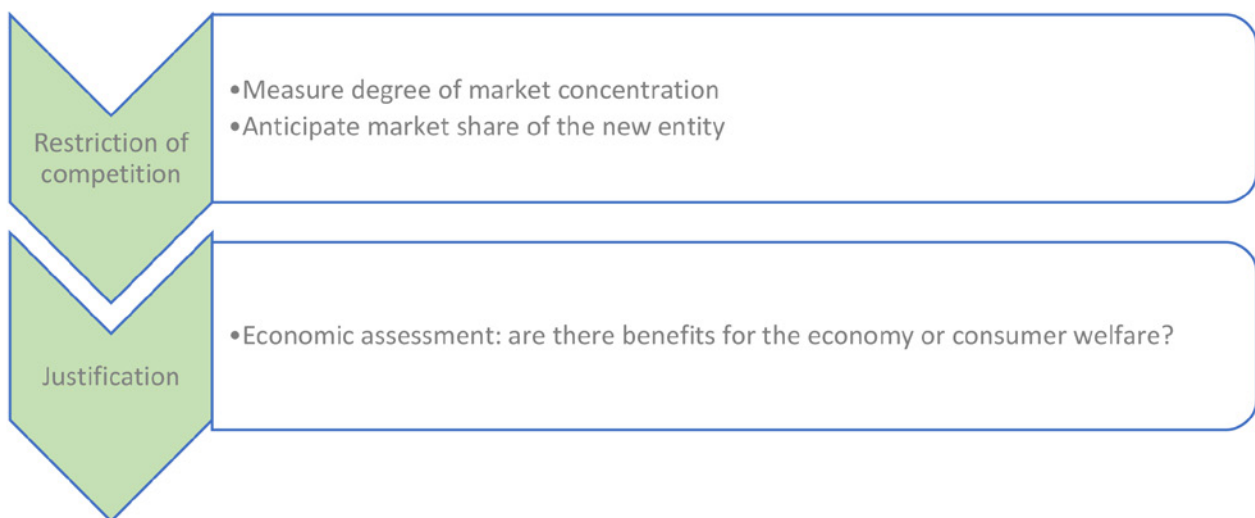 Restriction of
competition
•Measure degree of market concentration
•Anticipate market share of the new entity
Justification
•Economic assessment: are there benefits for the economy or consumer welfare?